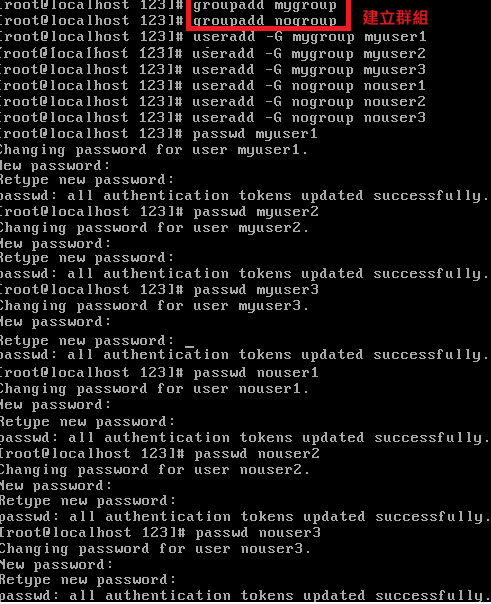 [root@localhost 123]# groupadd mygroup
[root@localhost 123]# groupadd nogroup 建立群組
[root@localhost 123]# useradd -G mygroup myuser1
[root@localhost 123]# useradd -G mygroup myuser2
[root@localhost 123]# useradd -G mygroup myuser3
[root@localhost 123]# useradd -G nogroup nouser1
[root@localhost 123]# useradd -G nogroup nouser2
[root@localhost 123]# useradd -G nogroup nouser3
[root@localhost 123]# passwd myuser1
Changing password for user myuser1.
New password:
Retype new password:
passwd: all authentication tokens updated successfully.
[root@localhost 123]# passwd myuser2
Changing password for user myuser2.
New password:
Retype new password:
passwd: all authentication tokens updated successfully.
[root@localhost 123]# passwd myuser3
Changing password for user myuser3.
New password:
Retype new password: _
passwd: all authentication tokens updated successfully.
[root@localhost 123]# passwd nouser1
Changing password for user nouser1.
New password:
Retype new password:
passwd: all authentication tokens updated successfully.
[root@localhost 123]# passwd nouser2
Changing password for user nouser2.
New password:
Retype new password:
passwd: all authentication tokens updated successfully.
[root@localhost 123]# passwd nouser3
Changing password for user nouser3.
New password:
Retype new password:
passwd: all authentication tokens updated successfully.